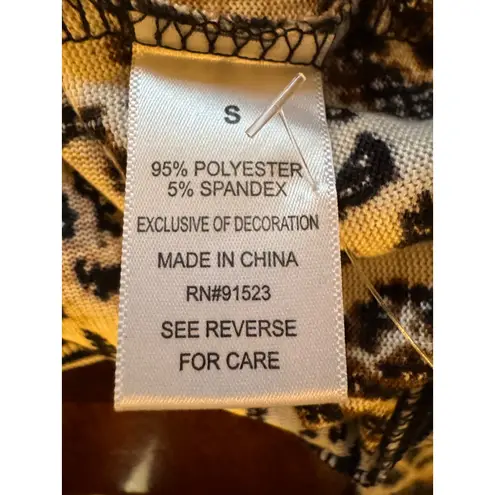 S
95% POLYESTER
5% SPANDEX
EXCLUSIVE OF DECORATION
MADE IN CHINA
RN#91523
SEE REVERSE
FOR CARE